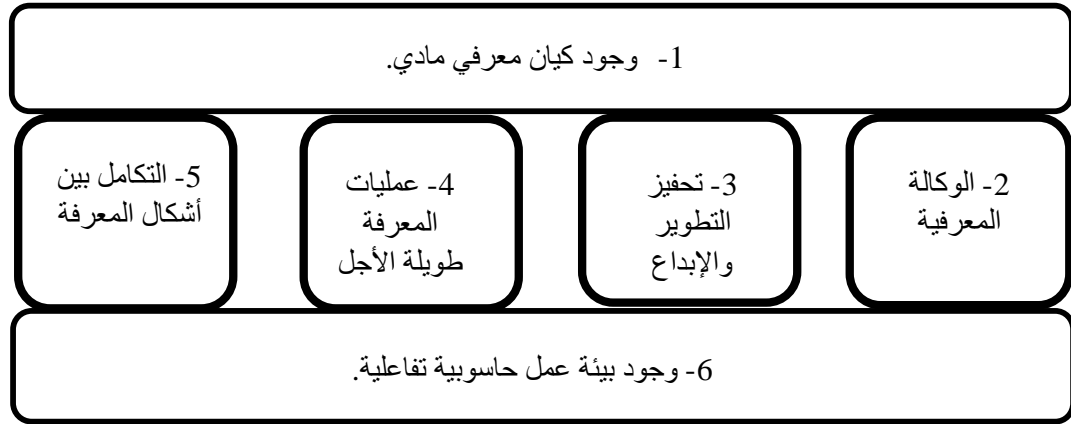 1- وجود كيان معرفي مادي.
2- الوكالة
المعرفية
3- تحفيز
التطوير
والإبداع
4- عمليات
المعرفة
طويلة الأجل
5- التكامل بين
أشكال المعرفة
6- وجود بيئة عمل حاسوبية تفاعلية.